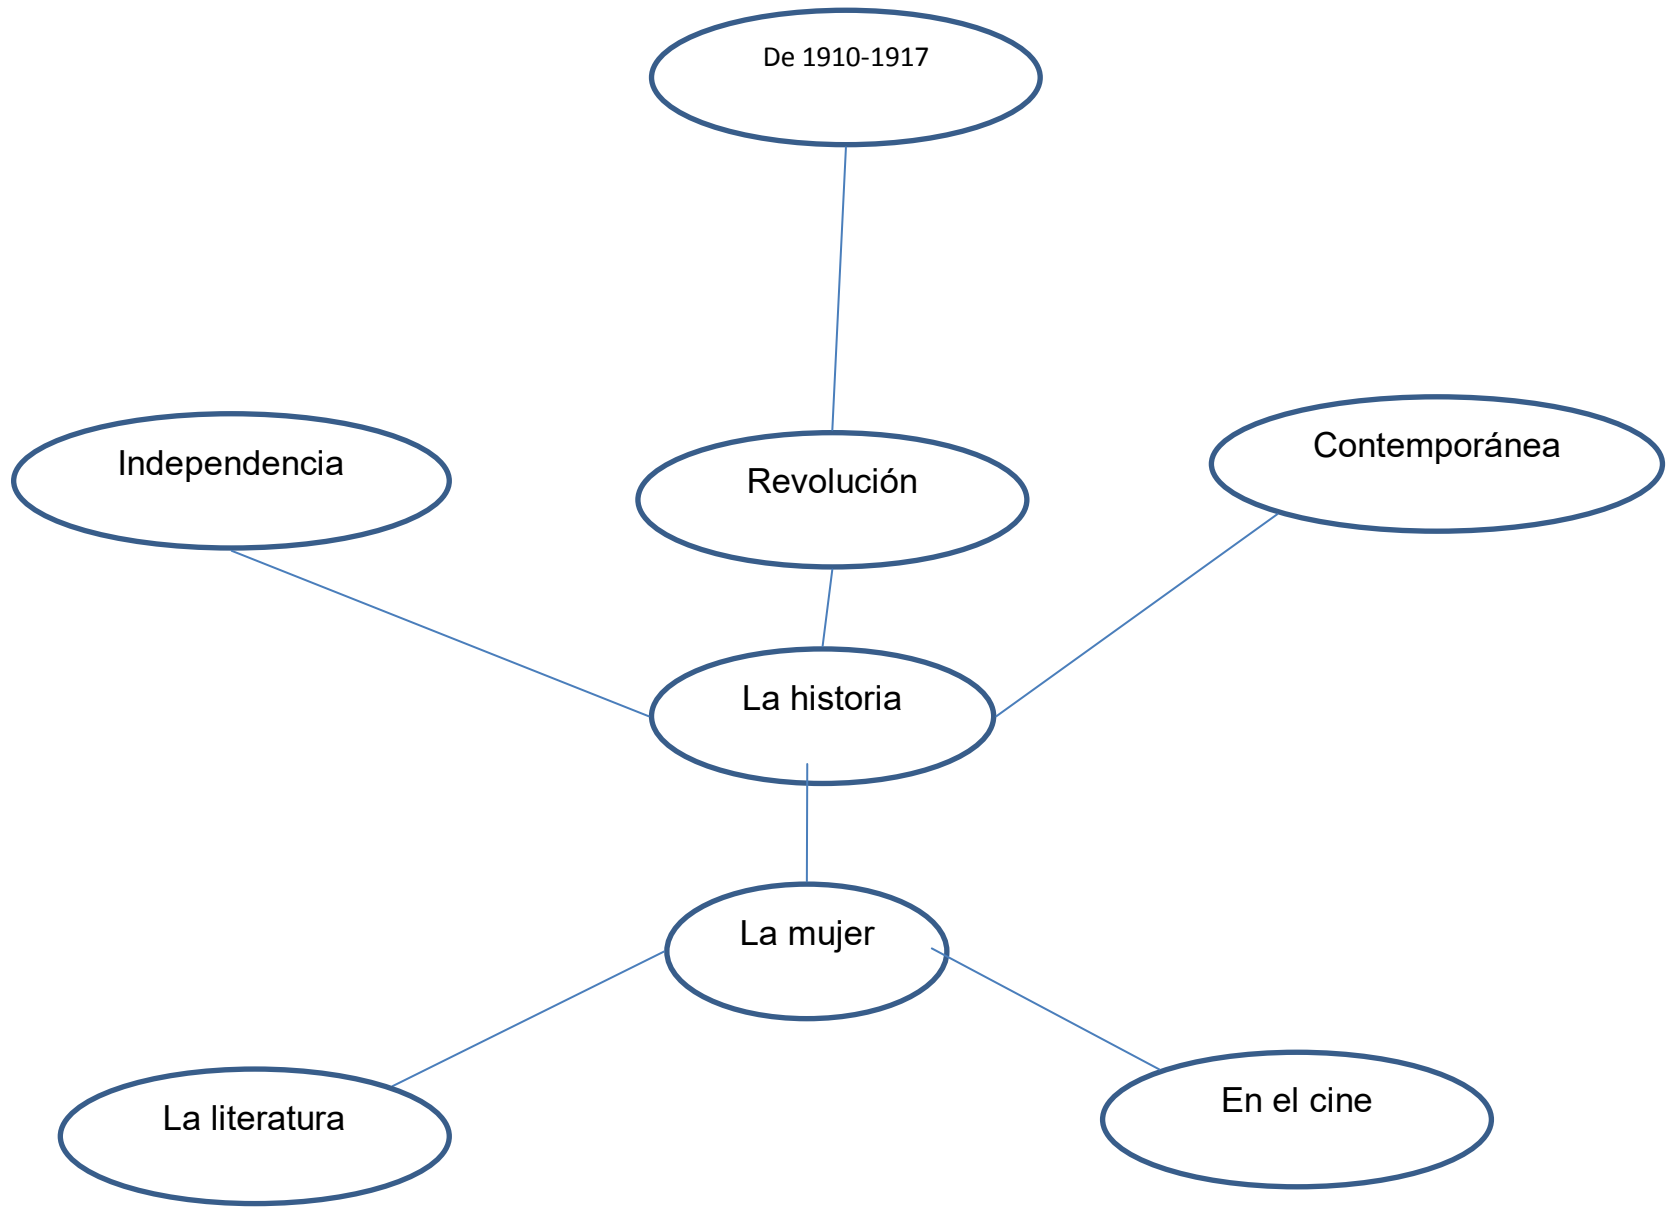 De 1910-1917
Independencia
Revolución
Contemporánea
La historia
La mujer
La literatura
En el cine